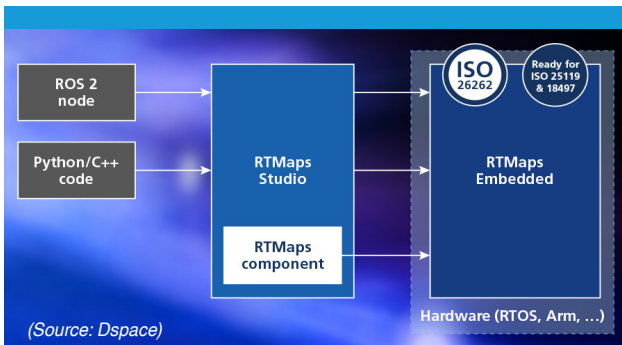 ROS 2
node
Python/C++
code
RTMaps
Studio
RTMaps
component
ISO
26262
Ready for
ISO 25119
& 18497
RTMaps
Embedded
Hardware (RTOS, Arm, ...)
(Source: Dspace)